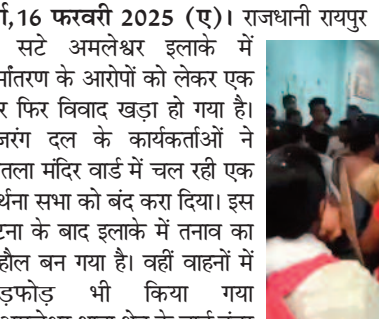 र्ग,16 फरवरी 2025 (ए)। राजधानी रायपुर
सटे अमलेश्वर इलाके में
र्मांतरण के आरोपों को लेकर एक
र फिर विवाद खड़ा हो गया है।
जरंग दल के कार्यकर्ताओं ने
तला मंदिर वार्ड में चल रही एक
र्थना सभा को बंद करा दिया। इस
टना के बाद इलाके में तनाव का
हौल बन गया है। वहीं वाहनों में
ड़फोड़ भी किया गया